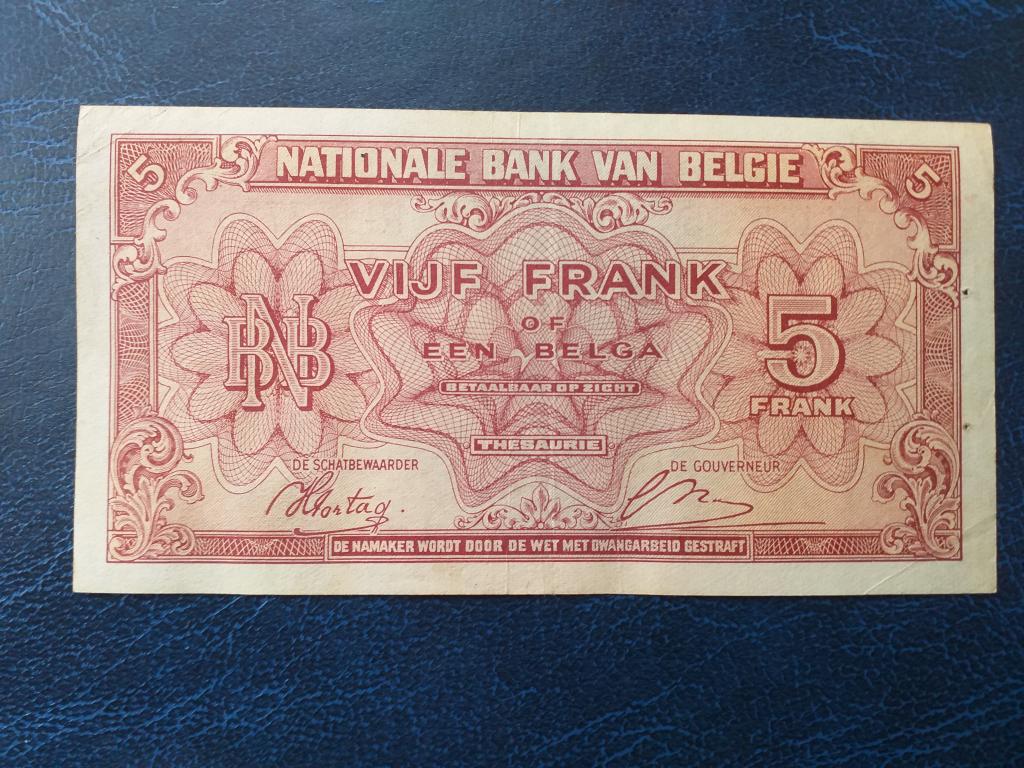 5 NATIONALE BANK VAN BELGIE 5
VIJF FRANK
OF
EEN BELGA
BETAALBAAR OP ZICHT
THESAURIE
BNB
5
FRANK
DE SCHATBEWAARDER
DE GOUVERNEUR
DE NAMAKER WORDT DOOR DE WET MET DWANGARBEID GESTRAFT